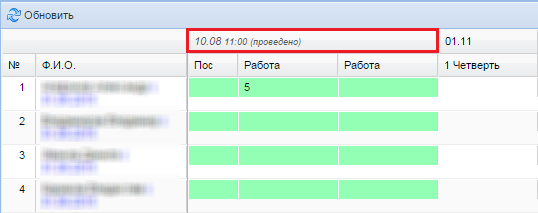 Обновить
10.08 11:00 (проведено) 01.11
№ Ф.И.О. Пос Работа Работа 1 Четверть
1 5
2
3
4